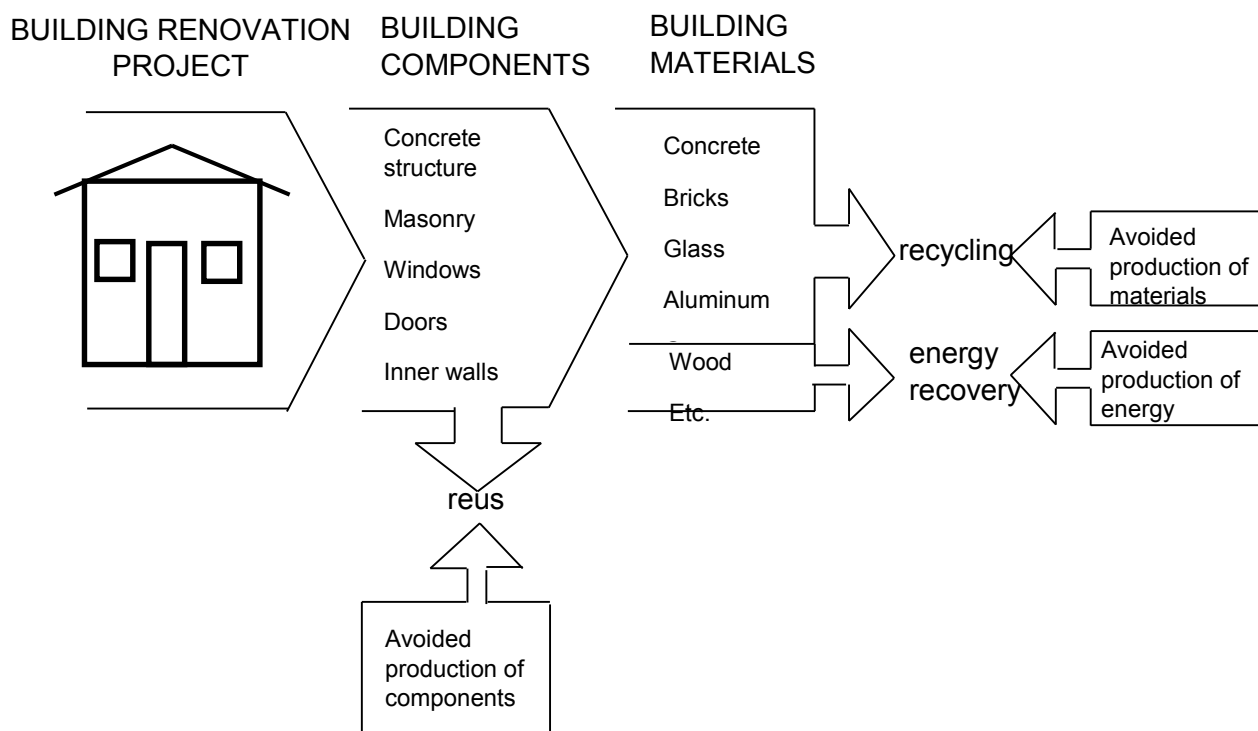 BUILDING RENOVATION
PROJECT
BUILDING
COMPONENTS
BUILDING
MATERIALS
Concrete
structure
Masonry
Windows
Doors
Inner walls
Concrete
Bricks
Glass
Aluminum
Wood
Etc.
recycling
Avoided
production of
materials
energy
recovery
Avoided
production of
energy
reus
Avoided
production of
components